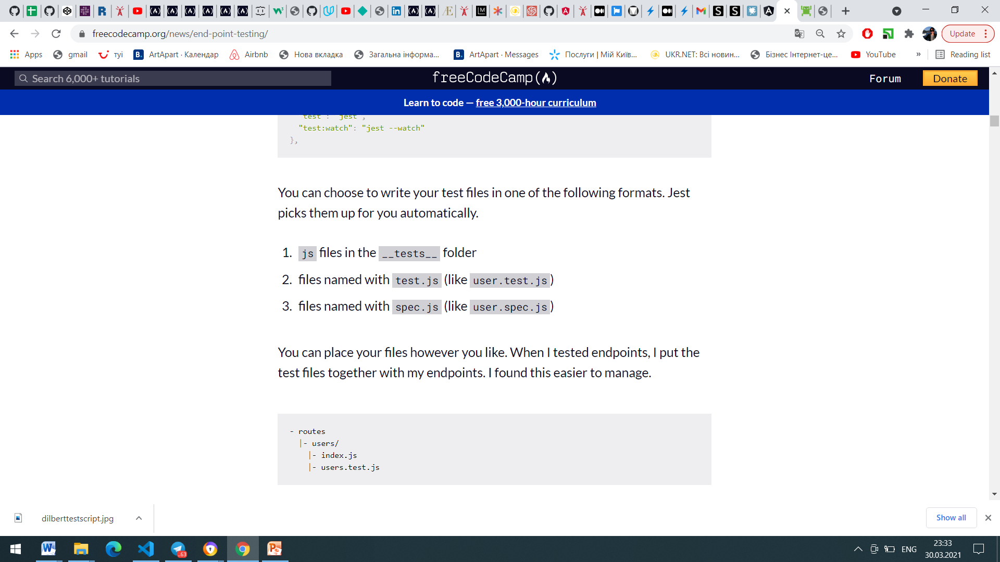 freecodecamp.org/news/end-point-testing/
Update
Apps
gmail
туі
ArtApart · Календар
Airbnb
Нова вкладка
Загальна інформа...
ArtApart · Messages
Послуги | Мій Київ...
UKR.NET: Всі новин...
Бізнес Інтернет-це...
YouTube
»
Reading list
Search 6,000+ tutorials
freeCodeCamp(🔥)
Forum
Donate
Learn to code — free 3,000-hour curriculum
"test": "jest",
"test:watch": "jest --watch"
},
You can choose to write your test files in one of the following formats. Jest
picks them up for you automatically.
1. js files in the __tests__ folder
2. files named with test.js (like user.test.js)
3. files named with spec.js (like user.spec.js)
You can place your files however you like. When I tested endpoints, I put the
test files together with my endpoints. I found this easier to manage.
- routes
|- users/
|- index.js
|- users.test.js
dilberttestscript.jpg
Show all
63
ENG
23:33
30.03.2021